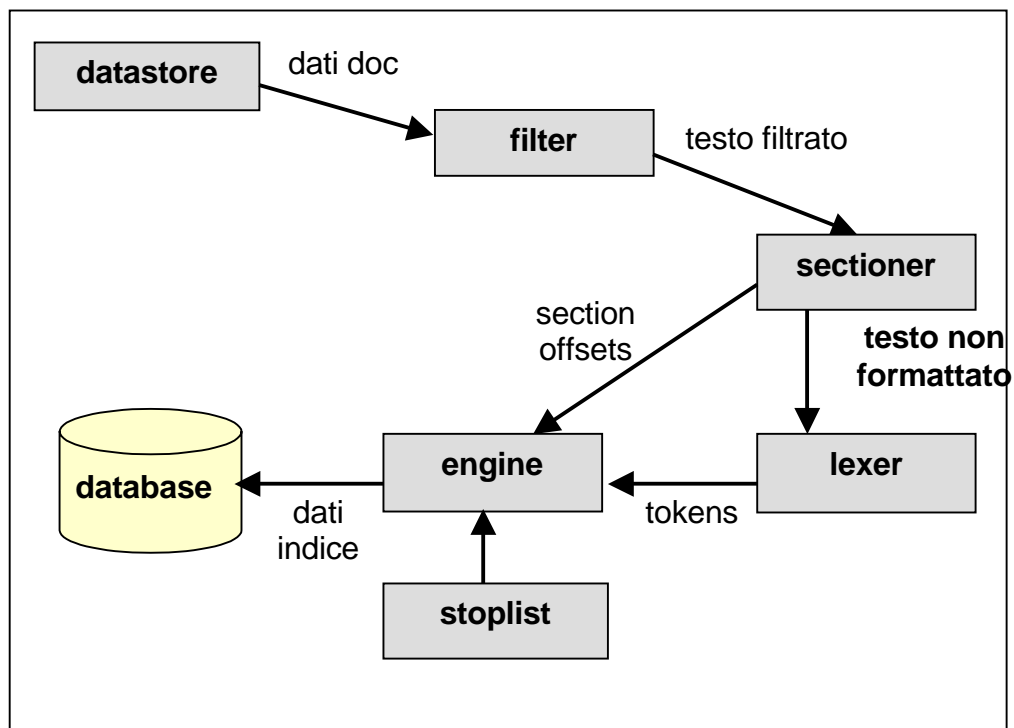 datastore
dati doc
filter
testo filtrato
sectioner
section
offsets
testo non
formattato
database
dati
indice
engine
tokens
lexer
stoplist